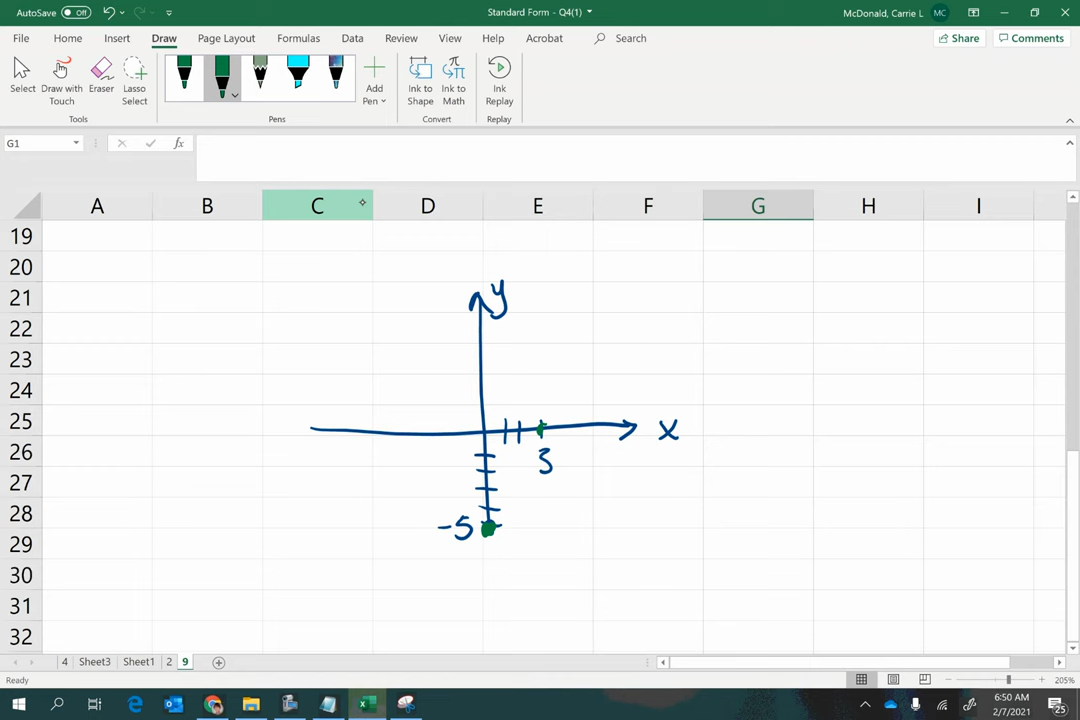 AutoSave Off Standard Form - Q4(1) McDonald, Carrie L MC
File Home Insert Draw Page Layout Formulas Data Review View Help Acrobat Search Share Comments
Select Draw with Touch Eraser Lasso Select Add Pen Ink to Shape Ink to Math Ink Replay
Tools Pens Convert Replay
G1 fx
A B C D E F G H I
19
20
21 y
22
23
24
25 x
26 3
27
28 -5
29
30
31
32
4 Sheet3 Sheet1 2 9
Ready 205%
6:50 AM
2/7/2021 25